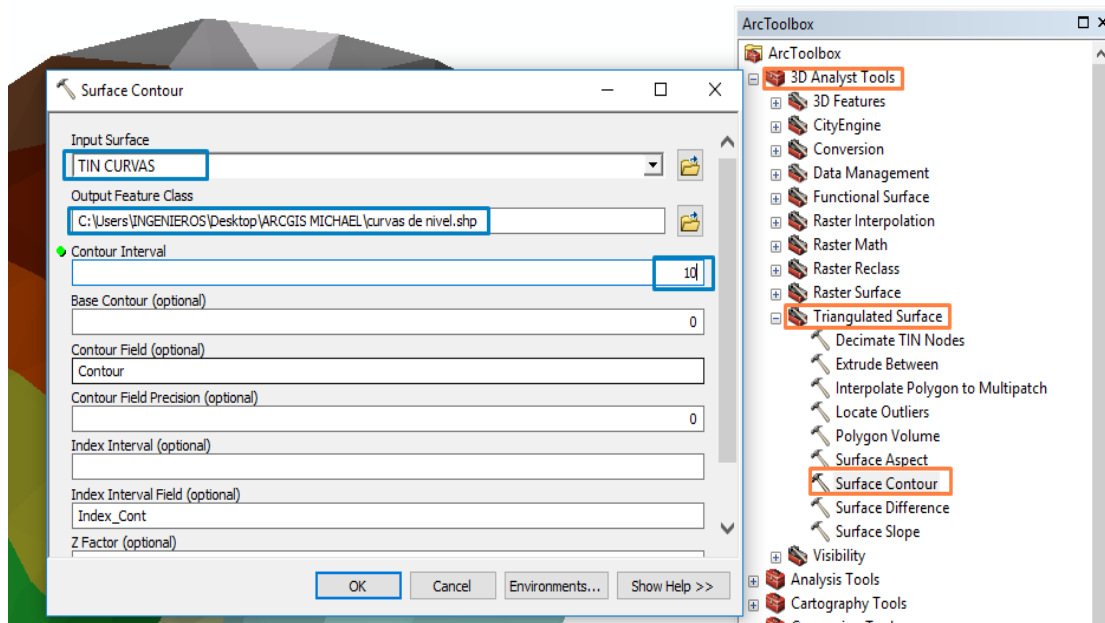 Surface Contour
Input Surface
TIN CURVAS
Output Feature Class
C:\Users\INGENIEROS\Desktop\ARCGIS MICHAEL\curvas de nivel.shp
Contour Interval
10
Base Contour (optional)
0
Contour Field (optional)
Contour
Contour Field Precision (optional)
0
Index Interval (optional)
Index Interval Field (optional)
Index_Cont
Z Factor (optional)
OK
Cancel
Environments...
Show Help >>
ArcToolbox
ArcToolbox
3D Analyst Tools
3D Features
CityEngine
Conversion
Data Management
Functional Surface
Raster Interpolation
Raster Math
Raster Reclass
Raster Surface
Triangulated Surface
Decimate TIN Nodes
Extrude Between
Interpolate Polygon to Multipatch
Locate Outliers
Polygon Volume
Surface Aspect
Surface Contour
Surface Difference
Surface Slope
Visibility
Analysis Tools
Cartography Tools